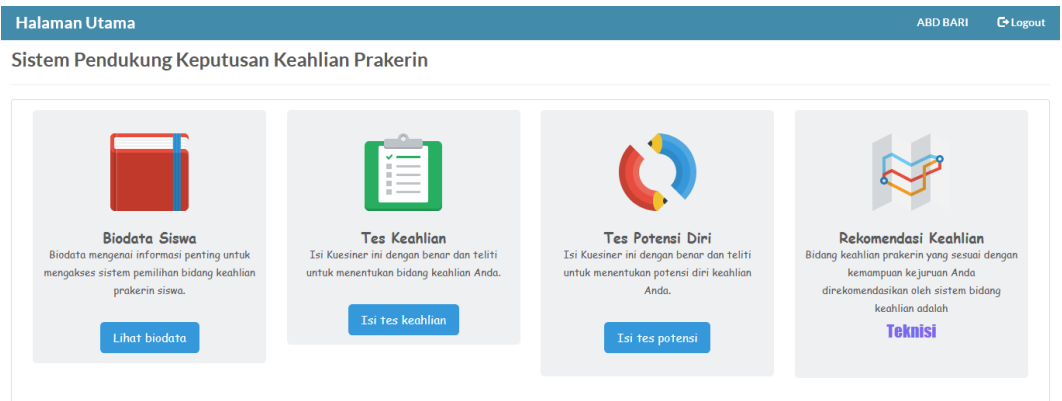 Halaman Utama
ABD BARI
Logout
Sistem Pendukung Keputusan Keahlian Prakerin
Biodata Siswa
Biodata mengenai informasi penting untuk
mengakses sistem pemilihan bidang keahlian
prakerin siswa.
Lihat biodata
Tes Keahlian
Isi Kuesiner ini dengan benar dan teliti
untuk menentukan bidang keahlian Anda.
Isi tes keahlian
Tes Potensi Diri
Isi Kuesiner ini dengan benar dan teliti
untuk menentukan potensi diri keahlian
Anda.
Isi tes potensi
Rekomendasi Keahlian
Bidang keahlian prakerin yang sesuai dengan
kemampuan kejuruan Anda
direkomendasikan oleh sistem bidang
keahlian adalah
Teknisi